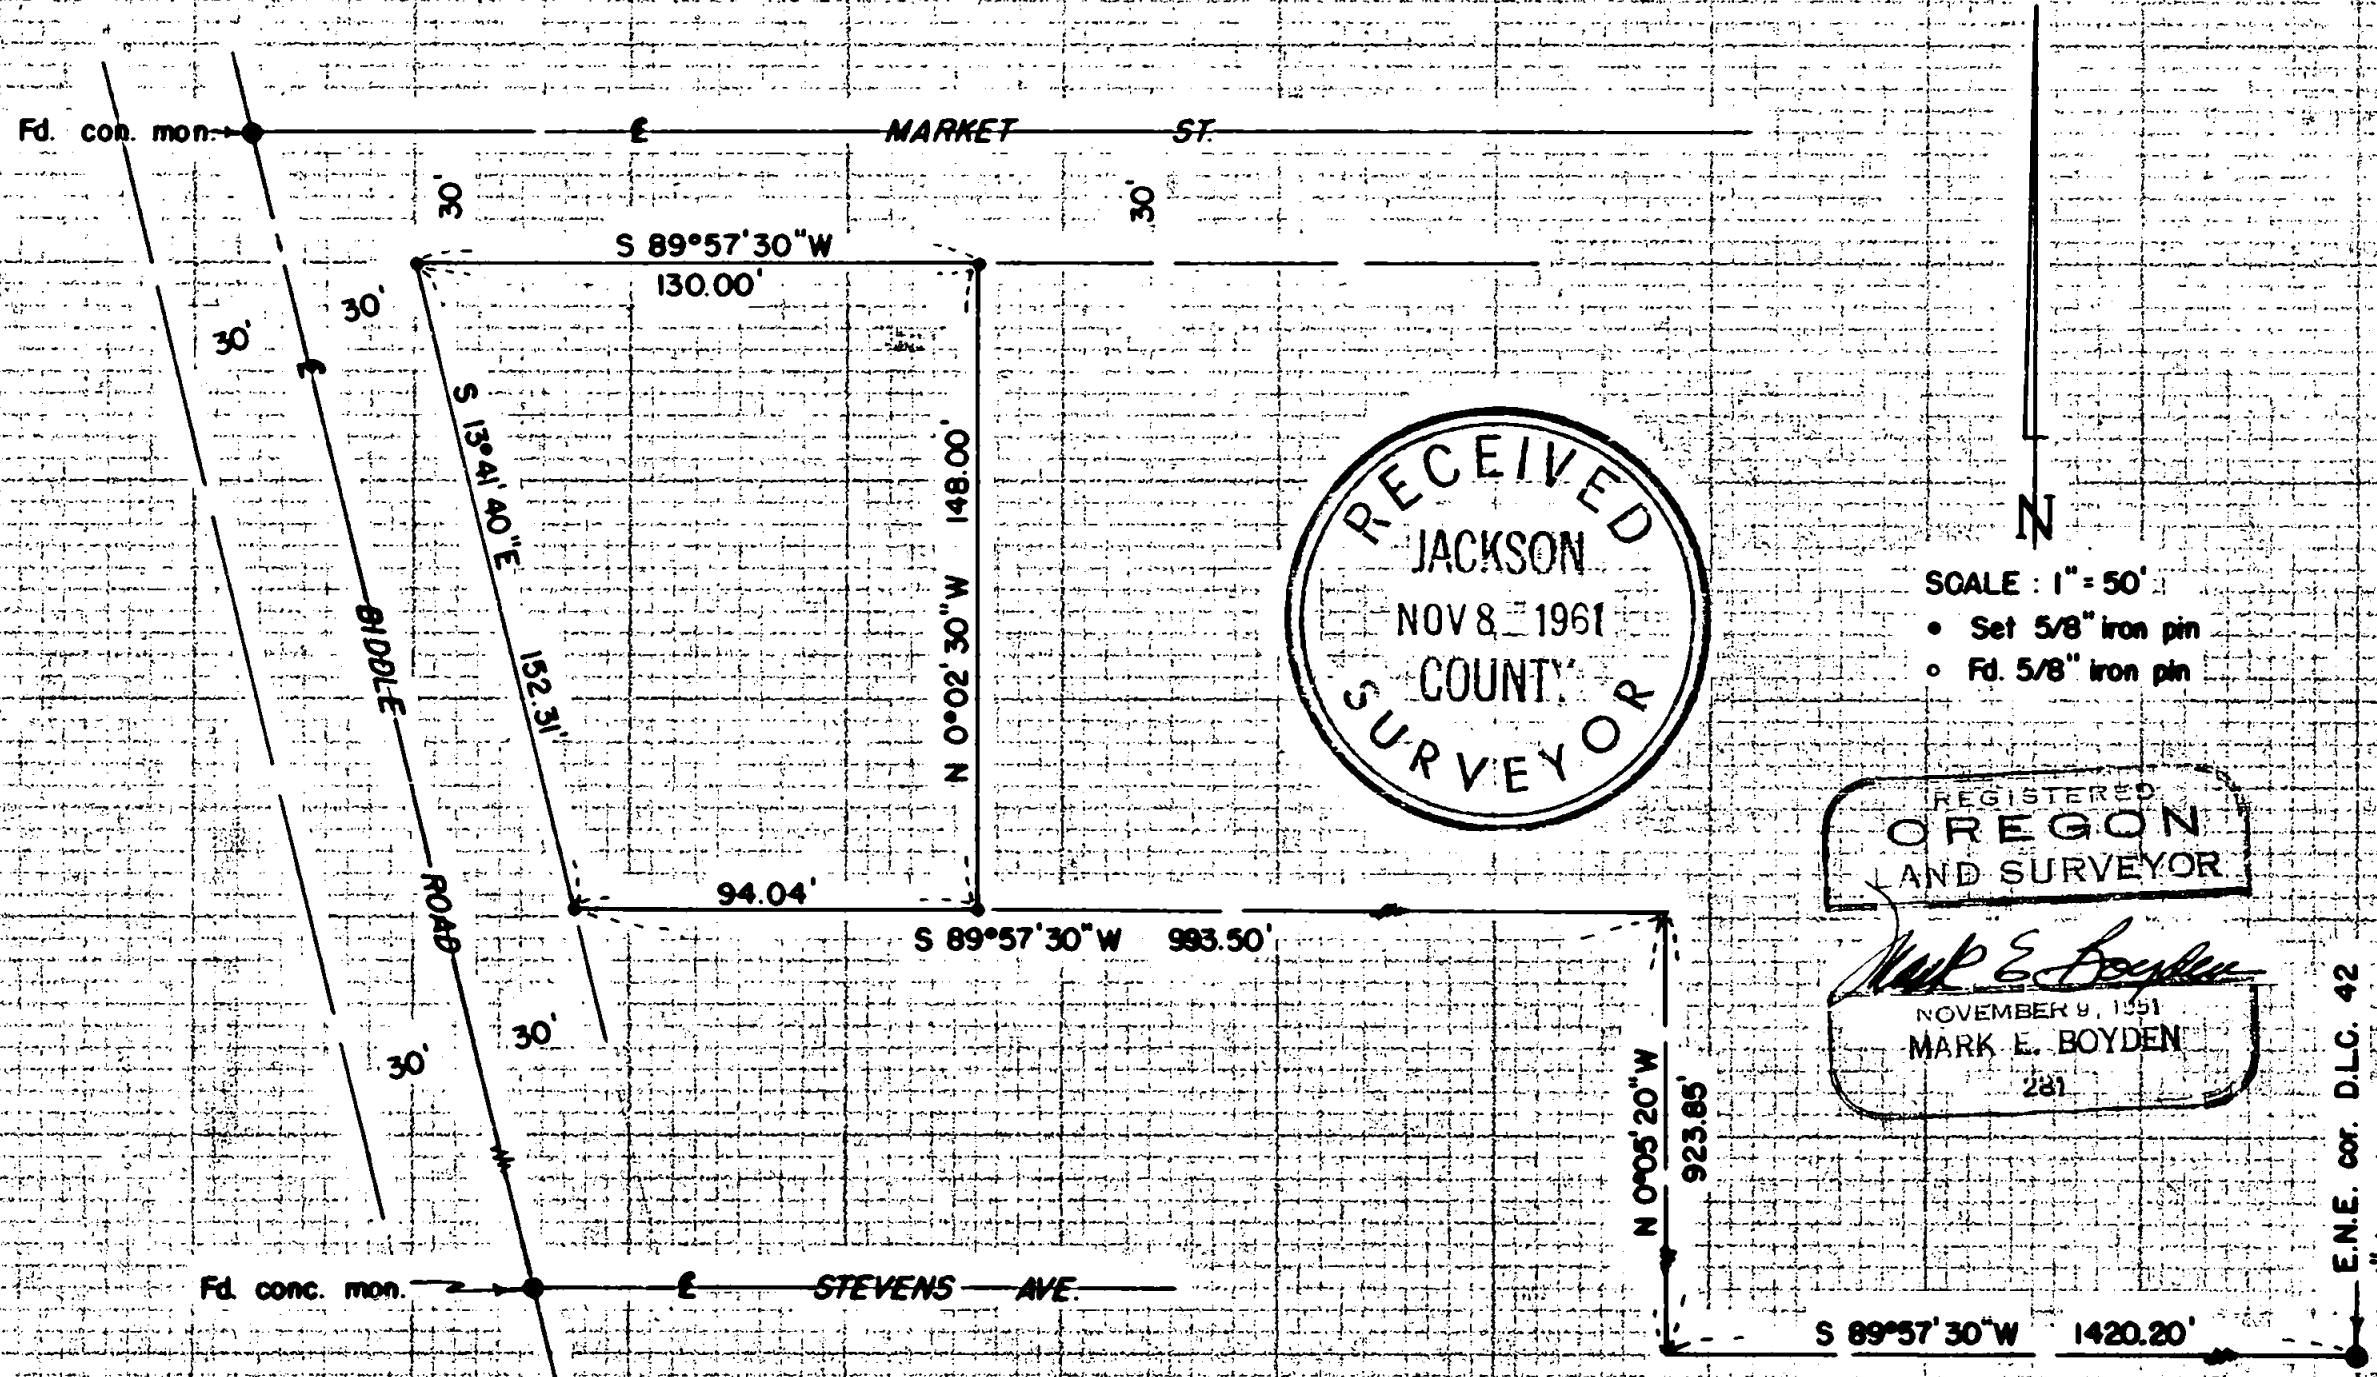 Fd. con. mon.
℄ MARKET ST.
30'
30'
S 89°57'30"W
130.00'
30'
30'
℄
S 13°41'40"E
152.31'
N 0°02'30"W 148.00'
BIDDLE ROAD
94.04'
S 89°57'30"W 993.50'
30'
30'
Fd. conc. mon.
℄ STEVENS AVE.
RECEIVED
JACKSON
NOV 8 - 1961
COUNTY
SURVEYOR
N
SCALE : 1" = 50'
• Set 5/8" iron pin
○ Fd. 5/8" iron pin
REGISTERED
OREGON
LAND SURVEYOR
Mark E Boyden
NOVEMBER 9, 1951
MARK E. BOYDEN
281
N 0°05'20"W
923.85'
S 89°57'30"W 1420.20'
E.N.E. cor. D.L.C. 42